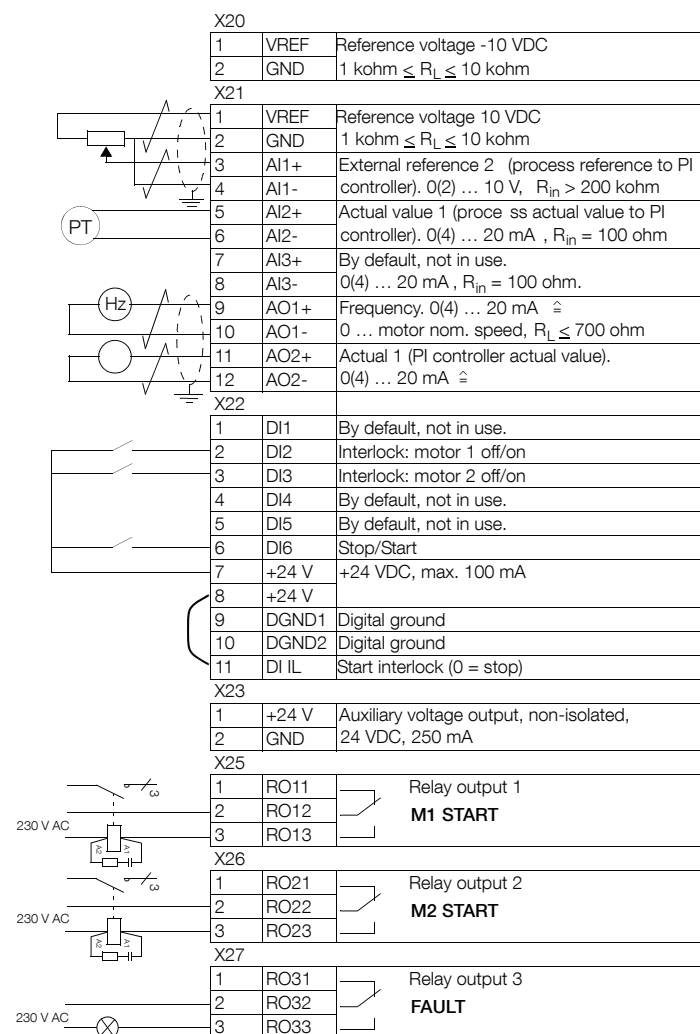 X20
1 VREF Reference voltage -10 VDC
2 GND 1 kohm ≤ RL ≤ 10 kohm
X21
1 VREF Reference voltage 10 VDC
2 GND 1 kohm ≤ RL ≤ 10 kohm
3 AI1+ External reference 2 (process reference to PI
4 AI1- controller). 0(2) … 10 V, Rin > 200 kohm
PT
5 AI2+ Actual value 1 (proce ss actual value to PI
6 AI2- controller). 0(4) … 20 mA , Rin = 100 ohm
7 AI3+ By default, not in use.
8 AI3- 0(4) … 20 mA , Rin = 100 ohm.
Hz
9 AO1+ Frequency. 0(4) … 20 mA ≙
10 AO1- 0 … motor nom. speed, RL ≤ 700 ohm
11 AO2+ Actual 1 (PI controller actual value).
12 AO2- 0(4) … 20 mA ≙
X22
1 DI1 By default, not in use.
2 DI2 Interlock: motor 1 off/on
3 DI3 Interlock: motor 2 off/on
4 DI4 By default, not in use.
5 DI5 By default, not in use.
6 DI6 Stop/Start
7 +24 V +24 VDC, max. 100 mA
8 +24 V
9 DGND1 Digital ground
10 DGND2 Digital ground
11 DI IL Start interlock (0 = stop)
X23
1 +24 V Auxiliary voltage output, non-isolated,
2 GND 24 VDC, 250 mA
X25
3
1 RO11 Relay output 1
2 RO12 M1 START
230 V AC
A2 A1
3 RO13
X26
3
1 RO21 Relay output 2
2 RO22 M2 START
230 V AC
A2 A1
3 RO23
X27
1 RO31 Relay output 3
2 RO32 FAULT
230 V AC
3 RO33